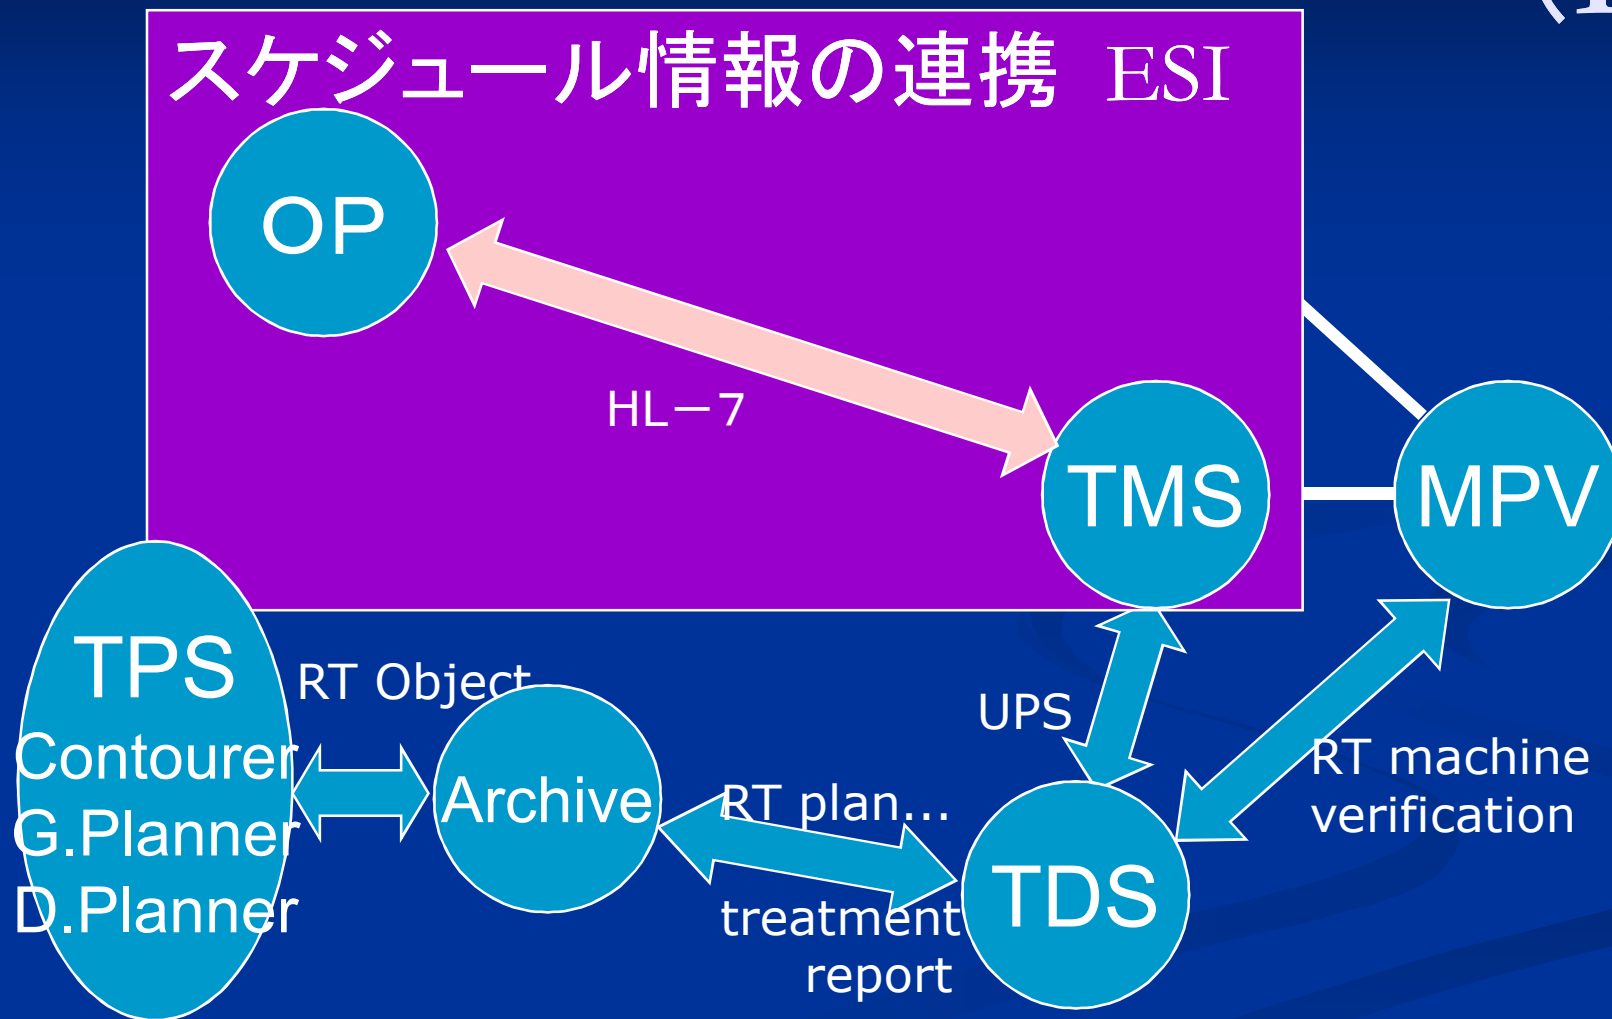 スケジュール情報の連携 ESI
OP
HL－7
TMS
MPV
TPS
Contourer
G.Planner
D.Planner
RT Object
Archive
UPS
RT plan...
treatment
report
TDS
RT machine
verification